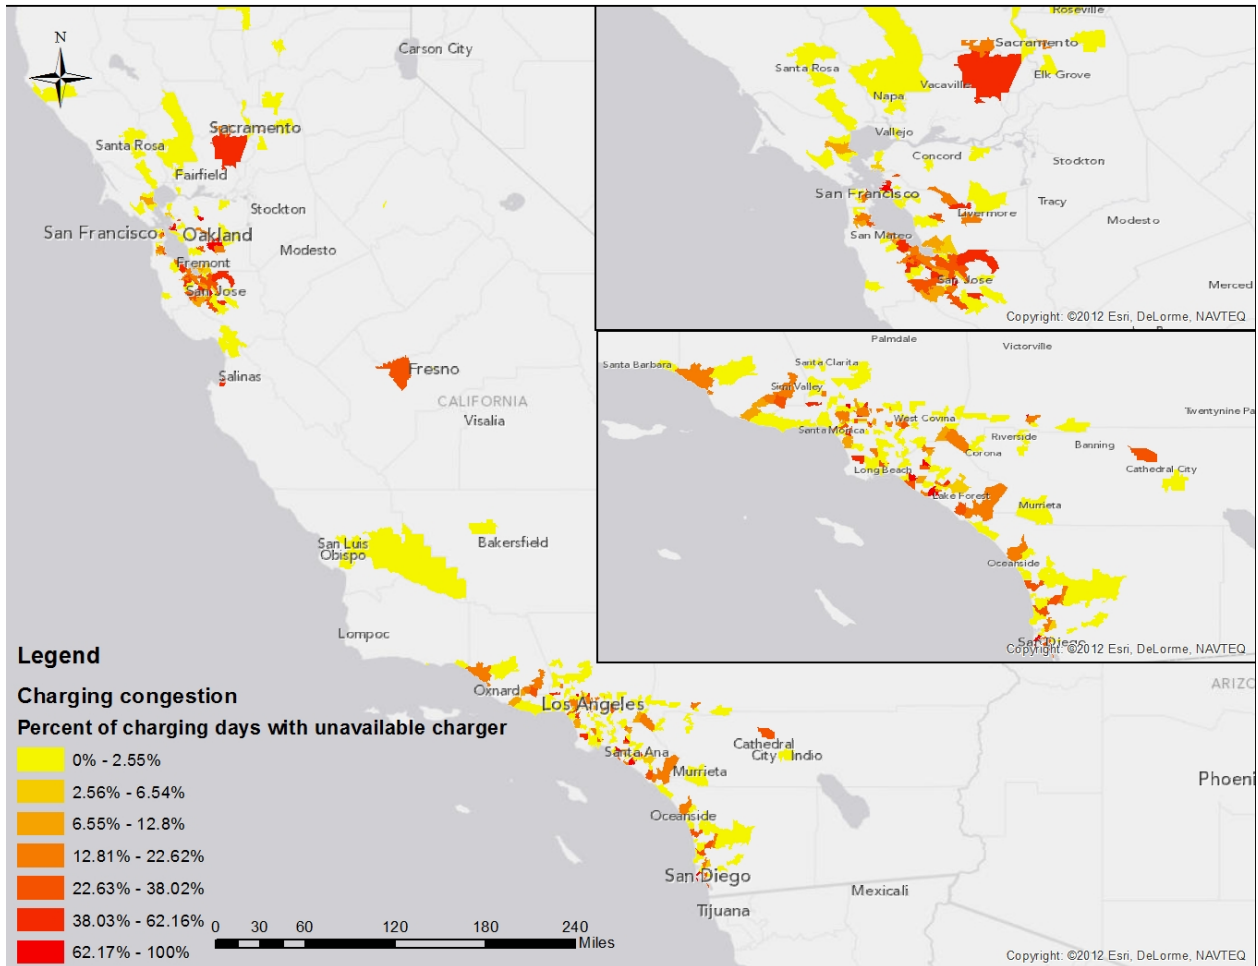 N
Carson City
Sacramento
Santa Rosa
Fairfield
Stockton
San Francisco
Oakland
Modesto
Fremont
San Jose
Salinas
Fresno
CALIFORNIA
Visalia
San Luis
Obispo
Bakersfield
Lompoc
Oxnard
Los Angeles
Santa Ana
Cathedral
City
Indio
Murrieta
Oceanside
San Diego
Tijuana
Mexicali
ARIZO
Phoeni
Copyright: ©2012 Esri, DeLorme, NAVTEQ
Legend
Charging congestion
Percent of charging days with unavailable charger
0% - 2.55%
2.56% - 6.54%
6.55% - 12.8%
12.81% - 22.62%
22.63% - 38.02%
38.03% - 62.16%
62.17% - 100%
0 30 60 120 180 240
Miles
Roseville
Sacramento
Santa Rosa
Elk Grove
Vacaville
Napa
Vallejo
Concord
Stockton
San Francisco
Tracy
Livermore
Modesto
San Mateo
San Jose
Merced
Copyright: ©2012 Esri, DeLorme, NAVTEQ
Palmdale
Victorville
Santa Barbara
Santa Clarita
Simi Valley
Twentynine Pa
West Covina
Santa Monica
Riverside
Banning
Corona
Long Beach
Cathedral City
Lake Forest
Murrieta
Oceanside
San Diego
Copyright: ©2012 Esri, DeLorme, NAVTEQ